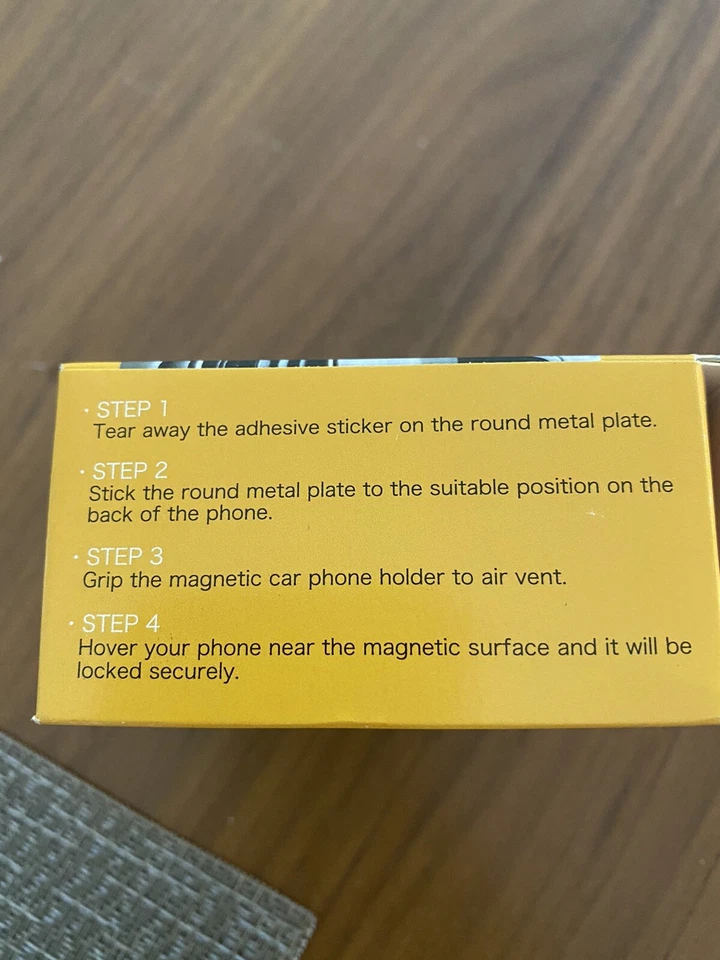 · STEP 1
Tear away the adhesive sticker on the round metal plate.
· STEP 2
Stick the round metal plate to the suitable position on the
back of the phone.
· STEP 3
Grip the magnetic car phone holder to air vent.
· STEP 4
Hover your phone near the magnetic surface and it will be
locked securely.